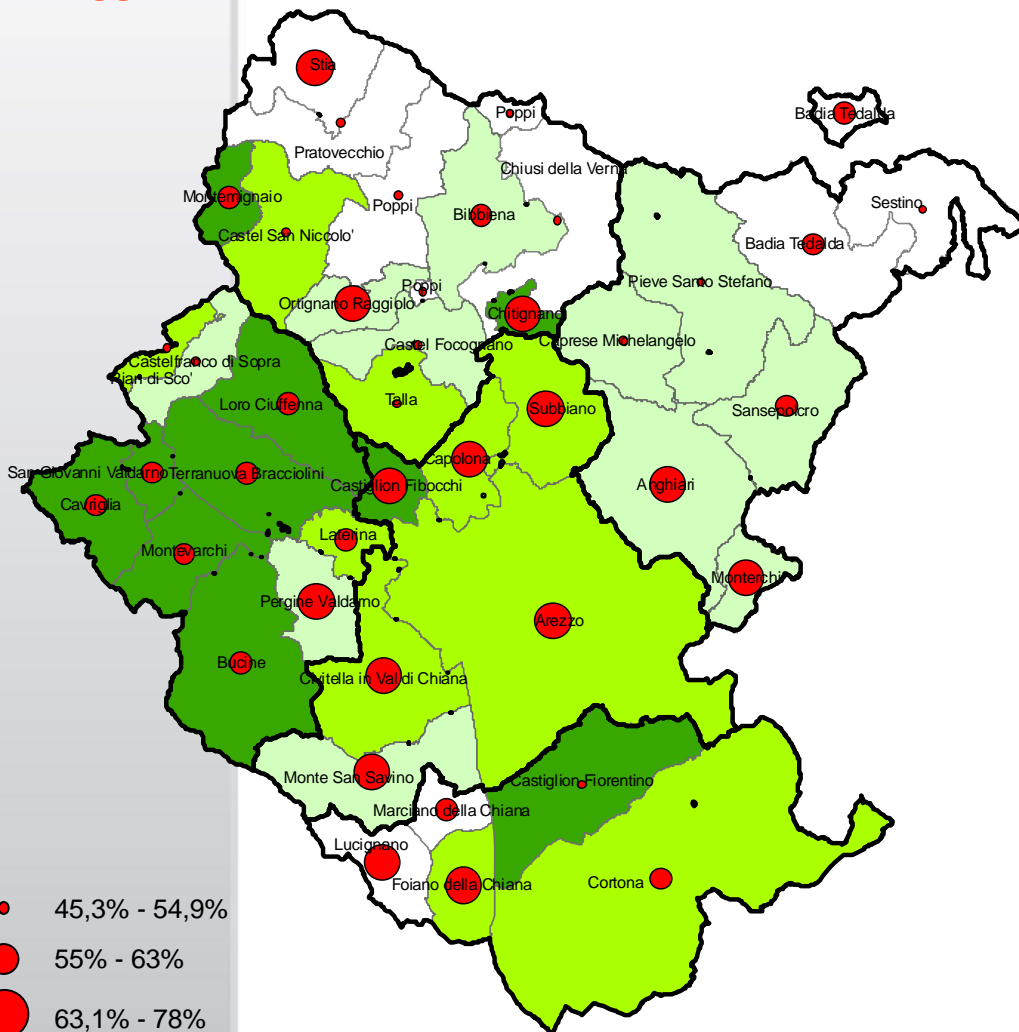 Stia
Poppi
Badia Tedalda
Pratovecchio
Chiusi della Verna
Montemignaio
Poppi
Bibbiena
Sestino
Castel San Niccolo'
Badia Tedalda
Pieve Santo Stefano
Poppi
Ortignano Raggiolo
Chitignano
Castel Focognano
Caprese Michelangelo
Castelfranco di Sopra
Pian di Sco'
Talla
Loro Ciuffenna
Subbiano
Sansepolcro
Capolona
San Giovanni Valdarno
Terranuova Bracciolini
Castiglion Fibocchi
Anghiari
Cavriglia
Laterina
Montevarchi
Monterchi
Pergine Valdarno
Arezzo
Bucine
Civitella in Val di Chiana
Monte San Savino
Castiglion Fiorentino
Marciano della Chiana
Lucignano
Foiano della Chiana
Cortona
45,3% - 54,9%
55% - 63%
63,1% - 78%